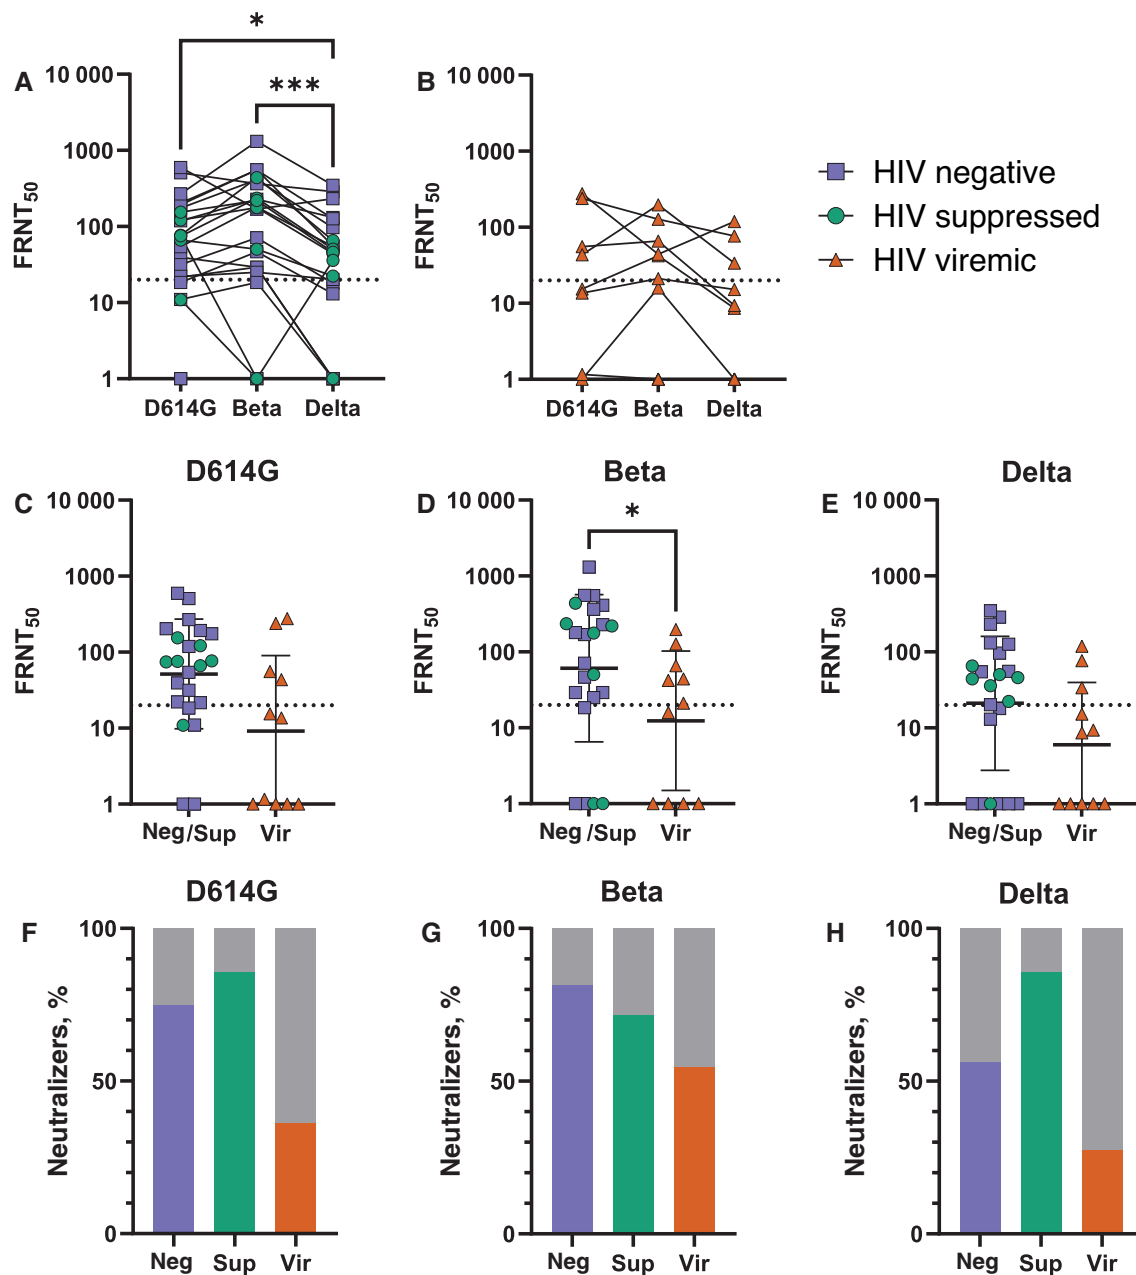 *
A
10 000
1000
100
10
1
FRNT50
***
D614G Beta Delta
B
10 000
1000
100
10
1
FRNT50
D614G Beta Delta
HIV negative
HIV suppressed
HIV viremic
D614G
C
10 000
1000
100
10
1
FRNT50
Neg/Sup Vir
Beta
D
10 000
1000
100
10
1
FRNT50
*
Neg/Sup Vir
Delta
E
10 000
1000
100
10
1
FRNT50
Neg/Sup Vir
D614G
F
100
50
0
Neutralizers, %
Neg Sup Vir
Beta
G
100
50
0
Neutralizers, %
Neg Sup Vir
Delta
H
100
50
0
Neutralizers, %
Neg Sup Vir